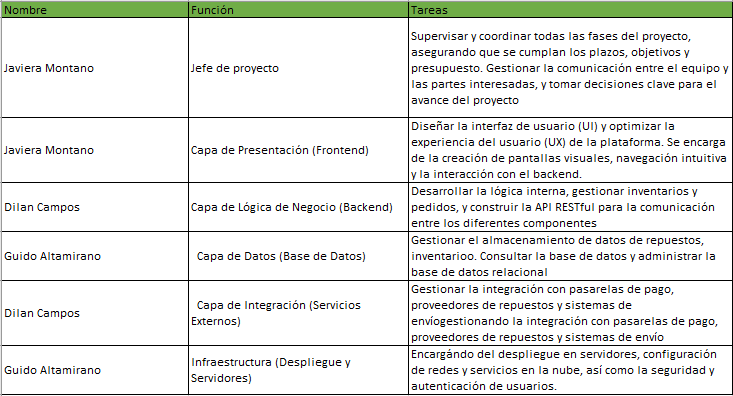 Nombre Función Tareas
Javiera Montano Jefe de proyecto Supervisar y coordinar todas las fases del proyecto,
asegurando que se cumplan los plazos, objetivos y
presupuesto. Gestionar la comunicación entre el equipo y
las partes interesadas, y tomar decisiones clave para el
avance del proyecto
Javiera Montano Capa de Presentación (Frontend) Diseñar la interfaz de usuario (UI) y optimizar la
experiencia del usuario (UX) de la plataforma. Se encarga
de la creación de pantallas visuales, navegación intuitiva
y la interacción con el backend.
Dilan Campos Capa de Lógica de Negocio (Backend) Desarrollar la lógica interna, gestionar inventarios y
pedidos, y construir la API RESTful para la comunicación
entre los diferentes componentes
Guido Altamirano Capa de Datos (Base de Datos) Gestionar el almacenamiento de datos de repuestos,
inventario. Consultar la base de datos y administrar la
base de datos relacional
Dilan Campos Capa de Integración (Servicios
Externos) Gestionar la integración con pasarelas de pago,
proveedores de repuestos y sistemas de
envíogestionando la integración con pasarelas de pago,
proveedores de repuestos y sistemas de envío
Guido Altamirano Infraestructura (Despliegue y
Servidores) Encargándo del despliegue en servidores, configuración
de redes y servicios en la nube, así como la seguridad y
autenticación de usuarios.